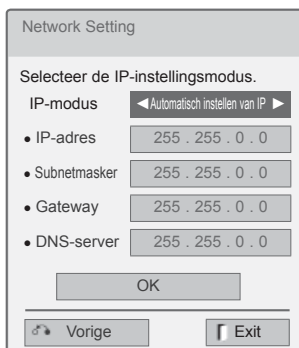 Network Setting
Selecteer de IP-instellingsmodus.
IP-modus ◀Automatisch instellen van IP ▶
• IP-adres 255 . 255 . 0 . 0
• Subnetmasker 255 . 255 . 0 . 0
• Gateway 255 . 255 . 0 . 0
• DNS-server 255 . 255 . 0 . 0
OK
Vorige Exit